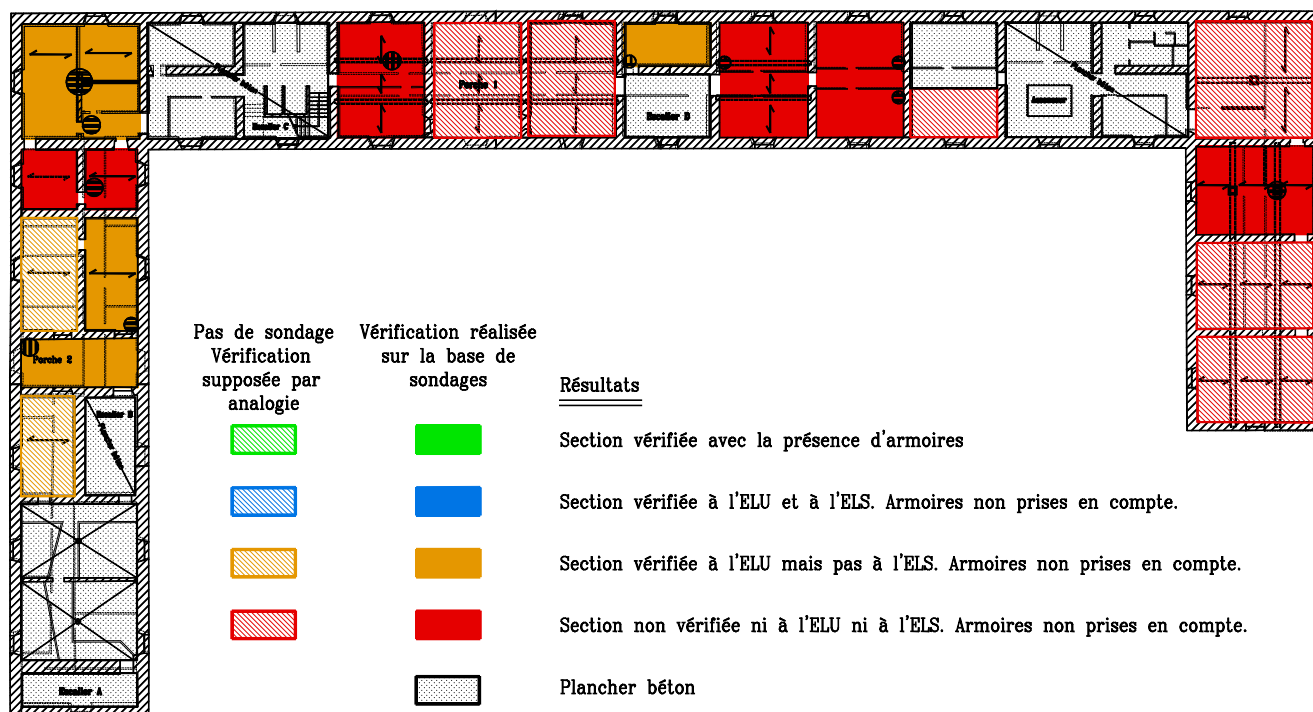 Escalier C
Porche 1
Escalier D
Ascenseur
Porche 2
Escalier B
Escalier A
Pas de sondage
Vérification
supposée par
analogie
Vérification réalisée
sur la base de
sondages
Résultats
Section vérifiée avec la présence d'armoires
Section vérifiée à l'ELU et à l'ELS. Armoires non prises en compte.
Section vérifiée à l'ELU mais pas à l'ELS. Armoires non prises en compte.
Section non vérifiée ni à l'ELU ni à l'ELS. Armoires non prises en compte.
Plancher béton